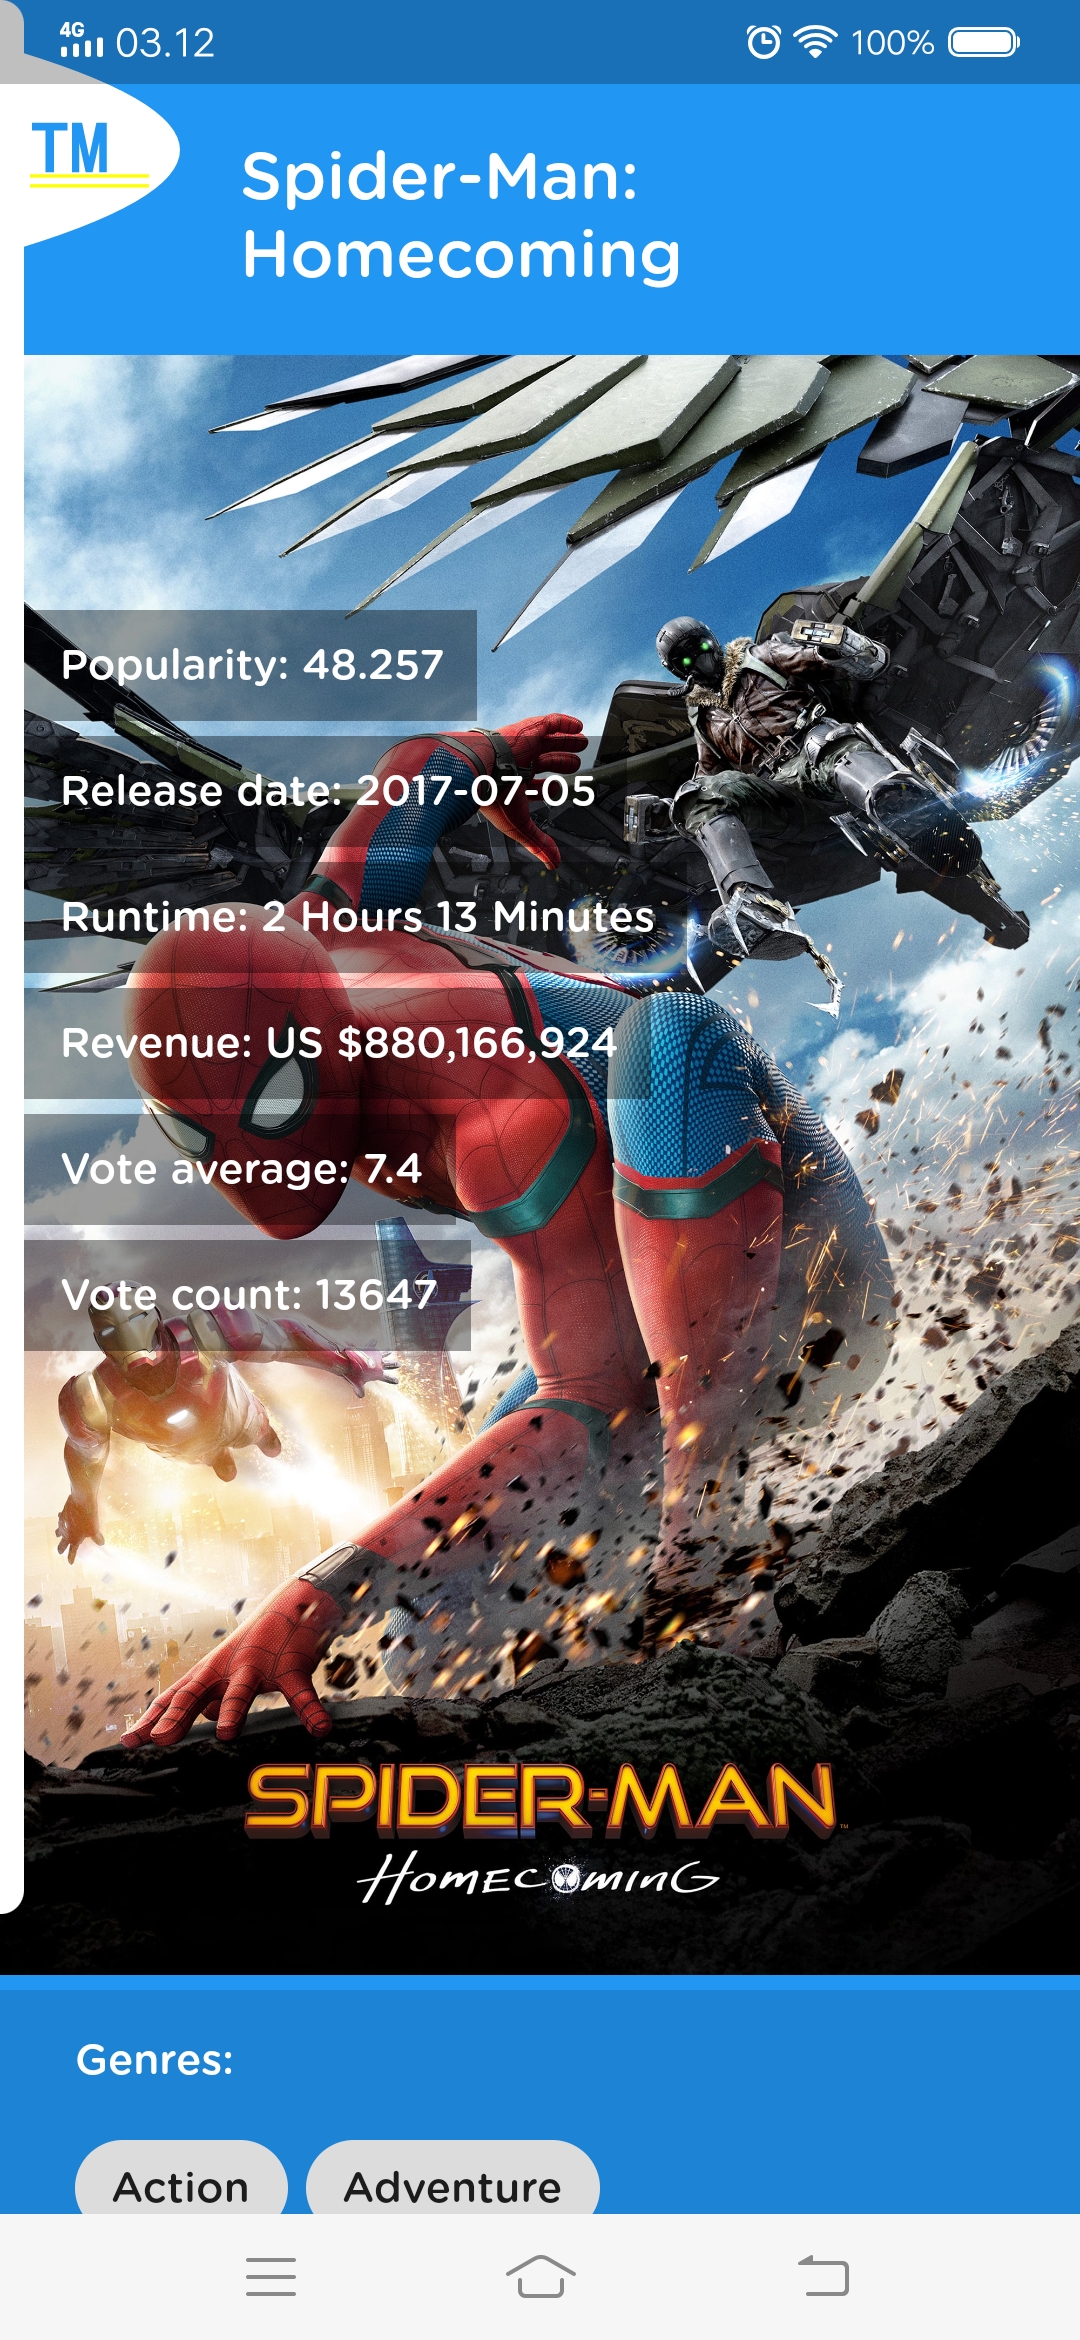 4G
03.12
100%
TM
Spider-Man:
Homecoming
Popularity: 48.257
Release date: 2017-07-05
Runtime: 2 Hours 13 Minutes
Revenue: US $880,166,924
Vote average: 7.4
Vote count: 13647
SPIDER-MAN
TM
HOMECOMING
Genres:
Action
Adventure